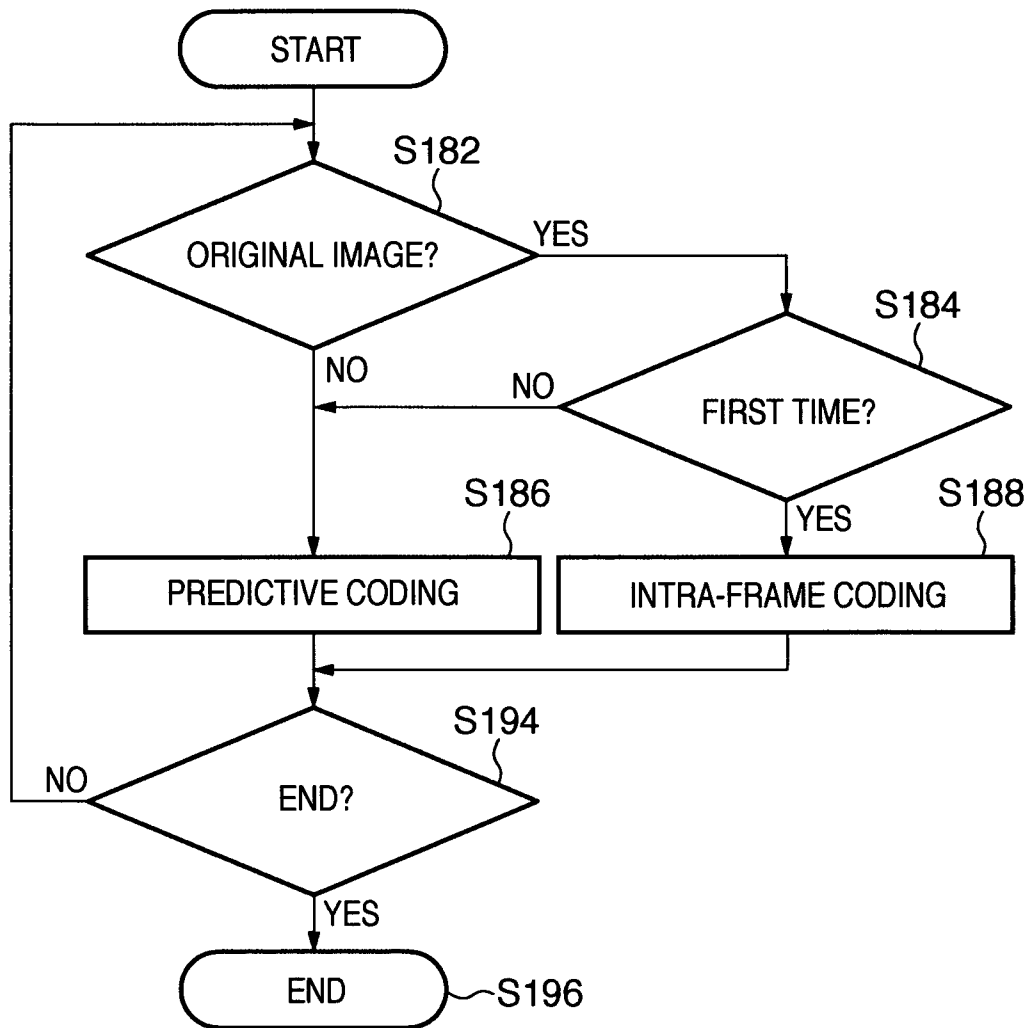 START
S182
ORIGINAL IMAGE?
YES
S184
NO
NO
FIRST TIME?
S186
YES
S188
PREDICTIVE CODING
INTRA-FRAME CODING
S194
NO
END?
YES
END
S196